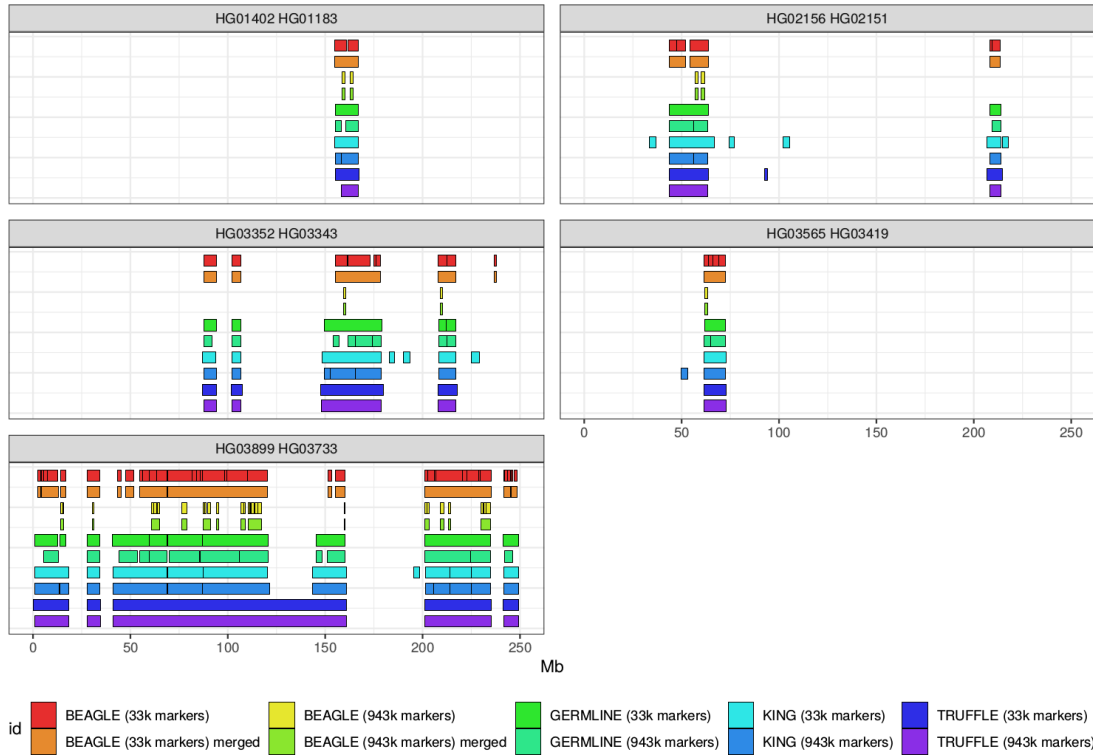 HG01402 HG01183
HG02156 HG02151
HG03352 HG03343
HG03565 HG03419
0 50 100 150 200 250
HG03899 HG03733
0 50 100 150 200 250
Mb
id
BEAGLE (33k markers)
BEAGLE (33k markers) merged
BEAGLE (943k markers)
BEAGLE (943k markers) merged
GERMLINE (33k markers)
GERMLINE (943k markers)
KING (33k markers)
KING (943k markers)
TRUFFLE (33k markers)
TRUFFLE (943k markers)